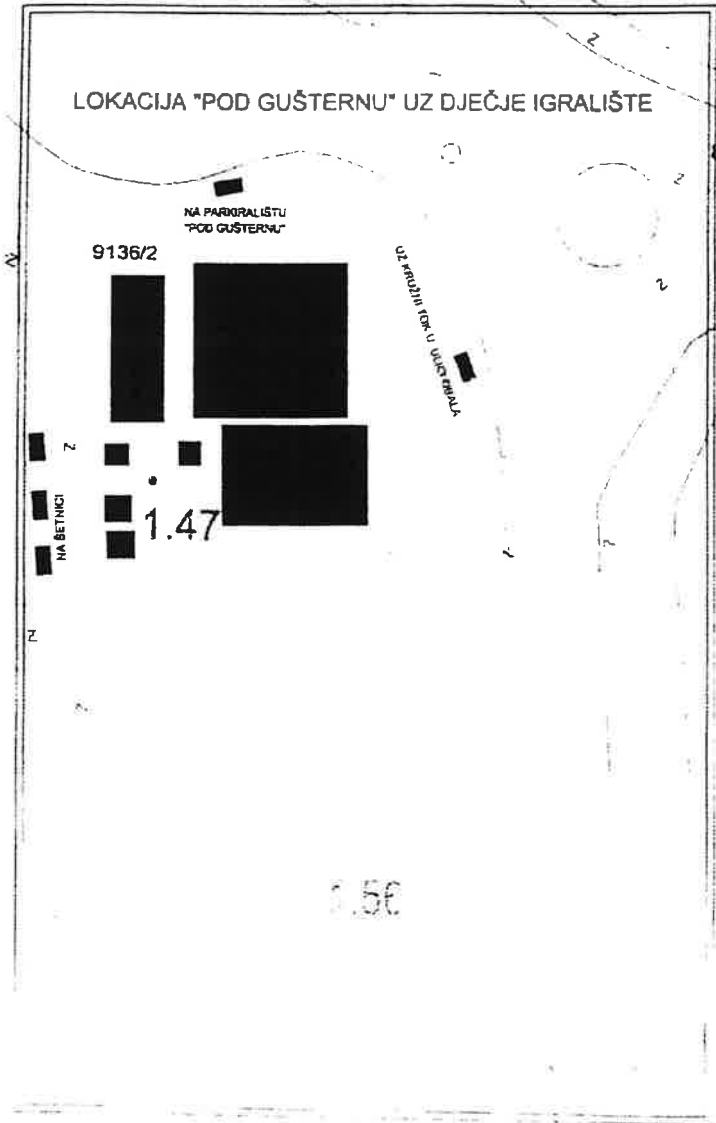 LOKACIJA "POD GUŠTERNU" UZ DJEČJE IGRALIŠTE
NA PARKIRALIŠTU
"POD GUŠTERNU"
9136/2
UZ KRUŽNI TOK U ULICI OBALA
NA ŠETNICI
1.47